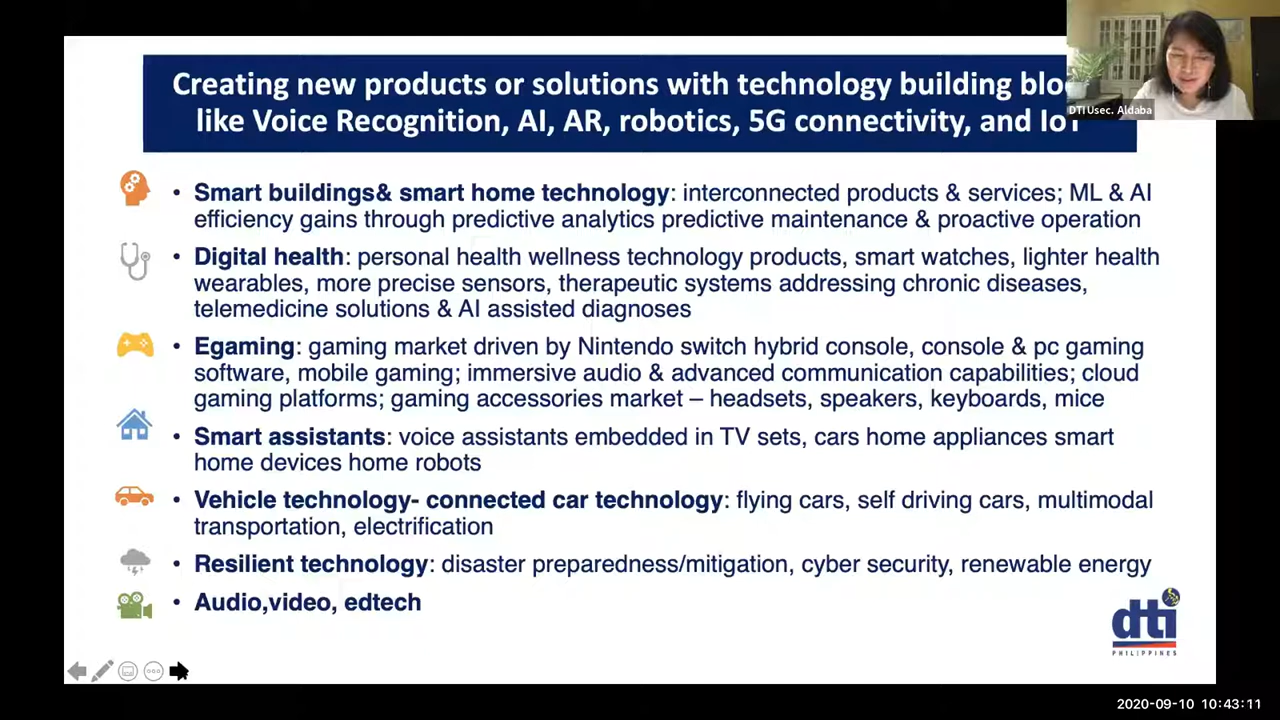 Creating new products or solutions with technology building blo
like Voice Recognition, AI, AR, robotics, 5G connectivity, and IoT
DTI Usec. Aldaba
• Smart buildings& smart home technology: interconnected products & services; ML & AI
efficiency gains through predictive analytics predictive maintenance & proactive operation
• Digital health: personal health wellness technology products, smart watches, lighter health
wearables, more precise sensors, therapeutic systems addressing chronic diseases,
telemedicine solutions & AI assisted diagnoses
• Egaming: gaming market driven by Nintendo switch hybrid console, console & pc gaming
software, mobile gaming; immersive audio & advanced communication capabilities; cloud
gaming platforms; gaming accessories market – headsets, speakers, keyboards, mice
• Smart assistants: voice assistants embedded in TV sets, cars home appliances smart
home devices home robots
• Vehicle technology- connected car technology: flying cars, self driving cars, multimodal
transportation, electrification
• Resilient technology: disaster preparedness/mitigation, cyber security, renewable energy
• Audio,video, edtech
dti
PHILIPPINES
2020-09-10 10:43:11